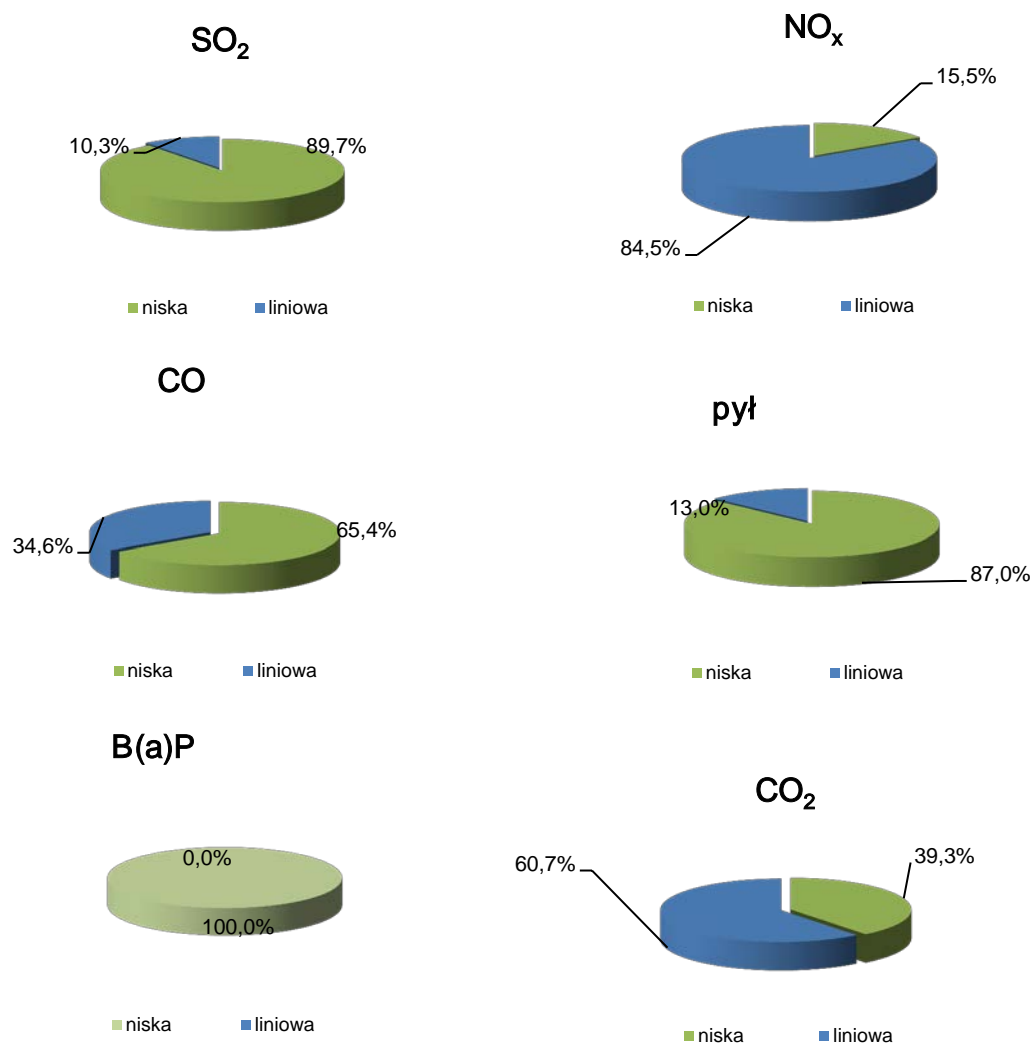 SO₂
10,3%
89,7%
niska liniowa
NOₓ
15,5%
84,5%
niska liniowa
CO
34,6%
65,4%
niska liniowa
pył
13,0%
87,0%
niska liniowa
B(a)P
0,0%
100,0%
niska liniowa
CO₂
60,7%
39,3%
niska liniowa